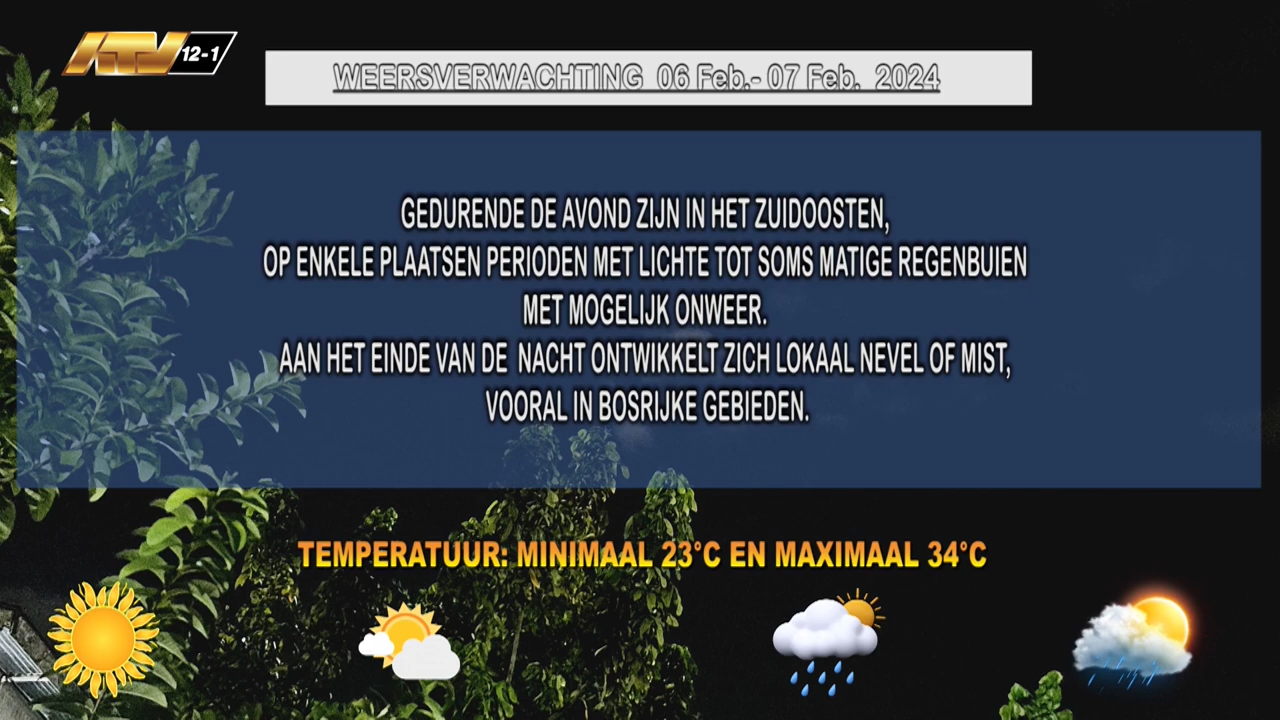 ATV 12-1
WEERSVERWACHTING 06 Feb.- 07 Feb. 2024
GEDURENDE DE AVOND ZIJN IN HET ZUIDOOSTEN,
OP ENKELE PLAATSEN PERIODEN MET LICHTE TOT SOMS MATIGE REGENBUIEN
MET MOGELIJK ONWEER.
AAN HET EINDE VAN DE NACHT ONTWIKKELT ZICH LOKAAL NEVEL OF MIST,
VOORAL IN BOSRIJKE GEBIEDEN.
TEMPERATUUR: MINIMAAL 23°C EN MAXIMAAL 34°C